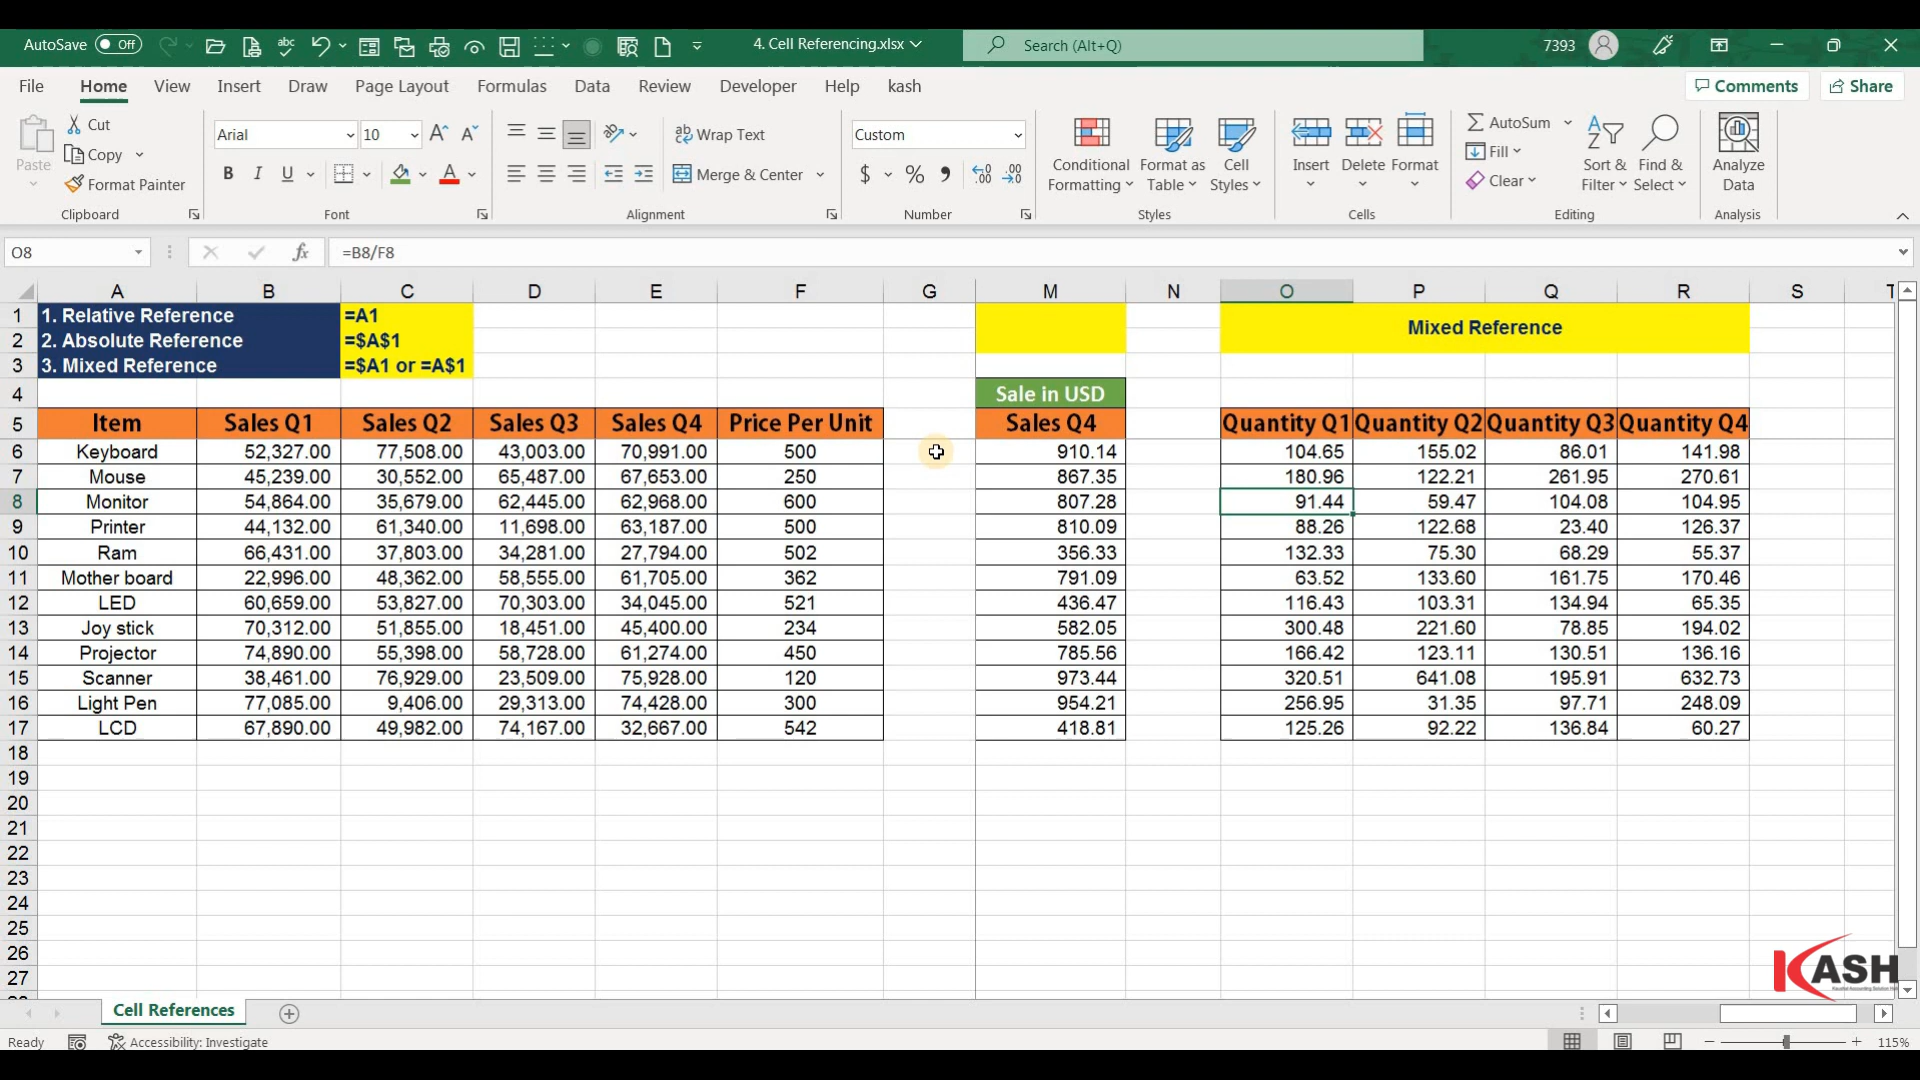 AutoSave Off 4. Cell Referencing.xlsx Search (Alt+Q) 7393
File Home View Insert Draw Page Layout Formulas Data Review Developer Help kash Comments Share
Paste Cut Copy Format Painter
Clipboard
Arial 10
B I U
Font
Wrap Text
Merge & Center
Alignment
Custom
$ % ,
Number
Conditional Formatting Format as Table Cell Styles
Styles
Insert Delete Format
Cells
AutoSum Fill Clear
Sort & Filter Find & Select
Editing
Analyze Data
Analysis
O8 fx =B8/F8
A B C D E F G M N O P Q R S T
1 1. Relative Reference =A1 Mixed Reference
2 2. Absolute Reference =$A$1
3 3. Mixed Reference =$A1 or =A$1
4 Sale in USD
5 Item Sales Q1 Sales Q2 Sales Q3 Sales Q4 Price Per Unit Sales Q4 Quantity Q1 Quantity Q2 Quantity Q3 Quantity Q4
6 Keyboard 52,327.00 77,508.00 43,003.00 70,991.00 500 910.14 104.65 155.02 86.01 141.98
7 Mouse 45,239.00 30,552.00 65,487.00 67,653.00 250 867.35 180.96 122.21 261.95 270.61
8 Monitor 54,864.00 35,679.00 62,445.00 62,968.00 600 807.28 91.44 59.47 104.08 104.95
9 Printer 44,132.00 61,340.00 11,698.00 63,187.00 500 810.09 88.26 122.68 23.40 126.37
10 Ram 66,431.00 37,803.00 34,281.00 27,794.00 502 356.33 132.33 75.30 68.29 55.37
11 Mother board 22,996.00 48,362.00 58,555.00 61,705.00 362 791.09 63.52 133.60 161.75 170.46
12 LED 60,659.00 53,827.00 70,303.00 34,045.00 521 436.47 116.43 103.31 134.94 65.35
13 Joy stick 70,312.00 51,855.00 18,451.00 45,400.00 234 582.05 300.48 221.60 78.85 194.02
14 Projector 74,890.00 55,398.00 58,728.00 61,274.00 450 785.56 166.42 123.11 130.51 136.16
15 Scanner 38,461.00 76,929.00 23,509.00 75,928.00 120 973.44 320.51 641.08 195.91 632.73
16 Light Pen 77,085.00 9,406.00 29,313.00 74,428.00 300 954.21 256.95 31.35 97.71 248.09
17 LCD 67,890.00 49,982.00 74,167.00 32,667.00 542 418.81 125.26 92.22 136.84 60.27
18
19
20
21
22
23
24
25
26
27
KASH
Cell References
Ready Accessibility: Investigate 115%